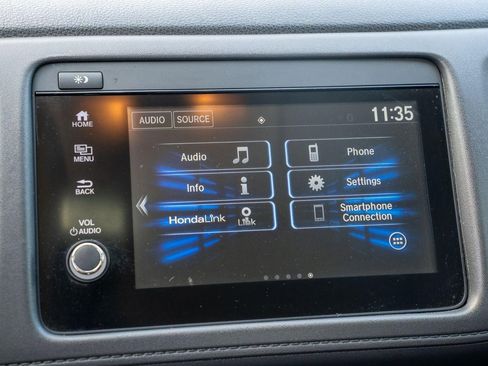 HOME
MENU
BACK
VOL
AUDIO
AUDIO
SOURCE
11:35
Audio
Phone
Info
Settings
HondaLink
Link
Smartphone
Connection